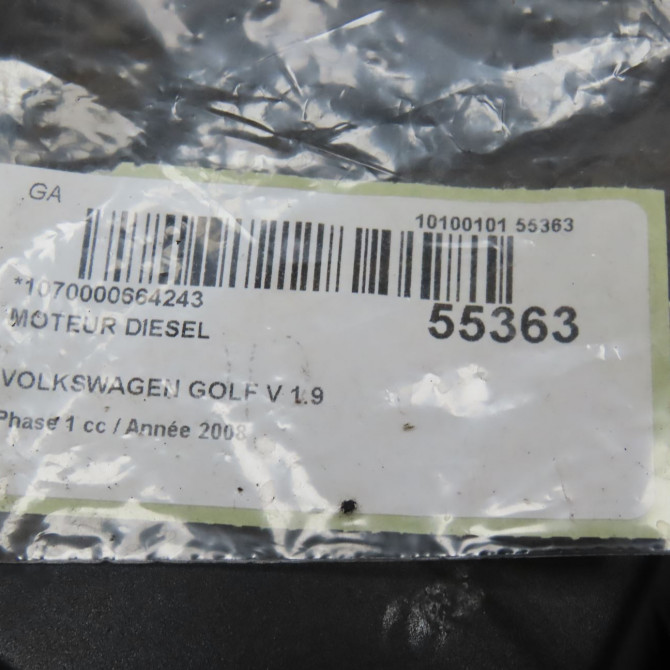 GA
10100101 55363
*1070000664243
MOTEUR DIESEL
55363
VOLKSWAGEN GOLF V 1.9
Phase 1 cc / Année 2008